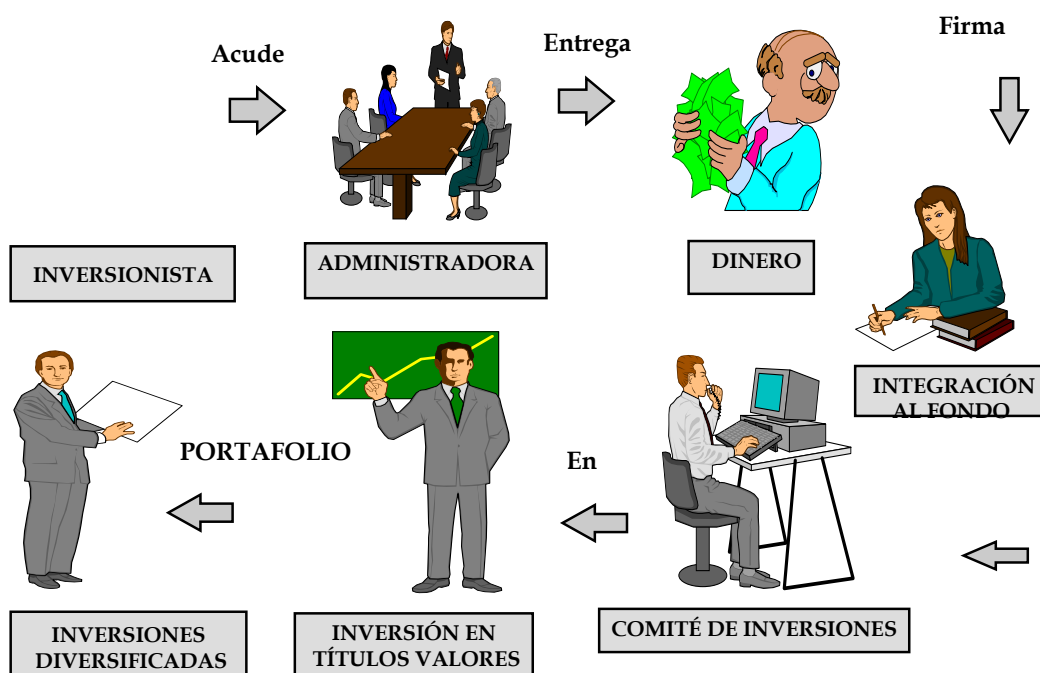 Acude
Entrega
Firma
INVERSIONISTA
ADMINISTRADORA
DINERO
INTEGRACIÓN
AL FONDO
PORTAFOLIO
En
INVERSIONES
DIVERSIFICADAS
INVERSIÓN EN
TÍTULOS VALORES
COMITÉ DE INVERSIONES